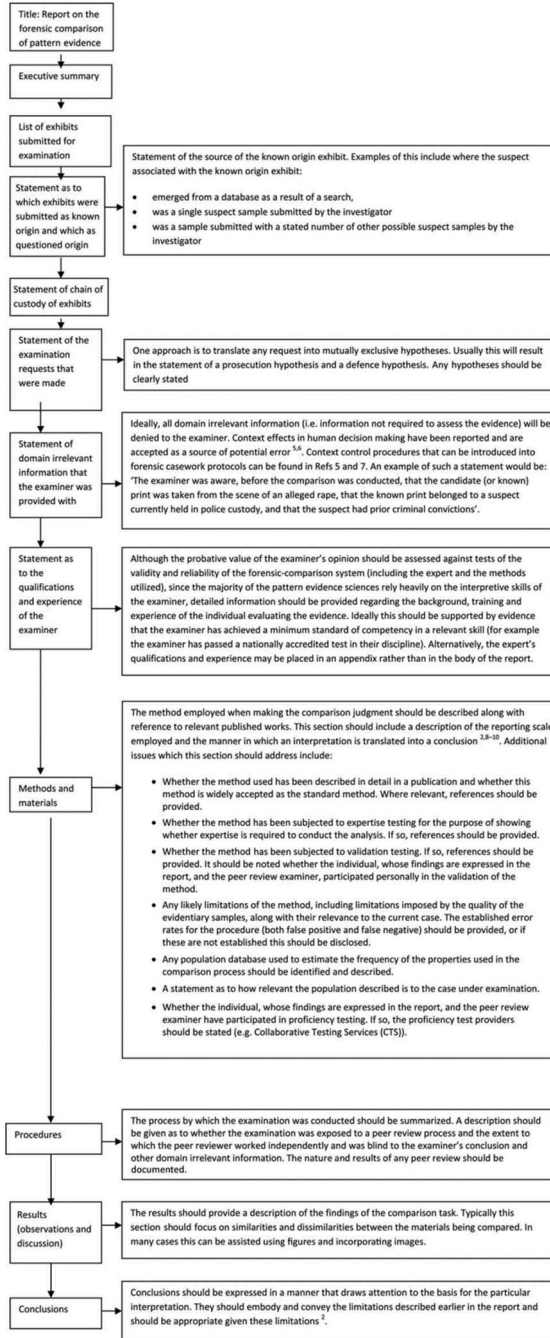 Title: Report on the
forensic comparison
of pattern evidence
Executive summary
List of exhibits
submitted for
examination
Statement as to
which exhibits were
submitted as known
origin and which as
questioned origin
Statement of the source of the known origin exhibit. Examples of this include where the suspect
associated with the known origin exhibit:
• emerged from a database as a result of a search,
• was a single suspect sample submitted by the investigator
• was a sample submitted with a stated number of other possible suspect samples by the
investigator
Statement of chain of
custody of exhibits
Statement of the
examination
requests that
were made
One approach is to translate any request into mutually exclusive hypotheses. Usually this will result
in the statement of a prosecution hypothesis and a defence hypothesis. Any hypotheses should be
clearly stated
Statement of
domain irrelevant
information that
the examiner was
provided with
Ideally, all domain irrelevant information (i.e. information not required to assess the evidence) will be
denied to the examiner. Context effects in human decision making have been reported and are
accepted as a source of potential error 5,6. Context control procedures that can be introduced into
forensic casework protocols can be found in Refs 5 and 7. An example of such a statement would be:
‘The examiner was aware, before the comparison was conducted, that the candidate (or known)
print was taken from the scene of an alleged rape, that the known print belonged to a suspect
currently held in police custody, and that the suspect had prior criminal convictions’.
Statement as
to the
qualifications
and experience
of the
examiner
Although the probative value of the examiner’s opinion should be assessed against tests of the
validity and reliability of the forensic-comparison system (including the expert and the methods
utilized), since the majority of the pattern evidence sciences rely heavily on the interpretive skills of
the examiner, detailed information should be provided regarding the background, training and
experience of the individual evaluating the evidence. Ideally this should be supported by evidence
that the examiner has achieved a minimum standard of competency in a relevant skill (for example
the examiner has passed a nationally accredited test in their discipline). Alternatively, the expert’s
qualifications and experience may be placed in an appendix rather than in the body of the report.
Methods and
materials
The method employed when making the comparison judgment should be described along with
reference to relevant published works. This section should include a description of the reporting scale
employed and the manner in which an interpretation is translated into a conclusion 2,8–10. Additional
issues which this section should address include:
• Whether the method used has been described in detail in a publication and whether this
method is widely accepted as the standard method. Where relevant, references should be
provided.
• Whether the method has been subjected to expertise testing for the purpose of showing
whether expertise is required to conduct the analysis. If so, references should be provided.
• Whether the method has been subjected to validation testing. If so, references should be
provided. It should be noted whether the individual, whose findings are expressed in the
report, and the peer review examiner, participated personally in the validation of the
method.
• Any likely limitations of the method, including limitations imposed by the quality of the
evidentiary samples, along with their relevance to the current case. The established error
rates for the procedure (both false positive and false negative) should be provided, or if
these are not established this should be disclosed.
• Any population database used to estimate the frequency of the properties used in the
comparison process should be identified and described.
• A statement as to how relevant the population described is to the case under examination.
• Whether the individual, whose findings are expressed in the report, and the peer review
examiner have participated in proficiency testing. If so, the proficiency test providers
should be stated (e.g. Collaborative Testing Services (CTS)).
Procedures
The process by which the examination was conducted should be summarized. A description should
be given as to whether the examination was exposed to a peer review process and the extent to
which the peer reviewer worked independently and was blind to the examiner’s conclusion and
other domain irrelevant information. The nature and results of any peer review should be
documented.
Results
(observations and
discussion)
The results should provide a description of the findings of the comparison task. Typically this
section should focus on similarities and dissimilarities between the materials being compared. In
many cases this can be assisted using figures and incorporating images.
Conclusions
Conclusions should be expressed in a manner that draws attention to the basis for the particular
interpretation. They should embody and convey the limitations described earlier in the report and
should be appropriate given these limitations 2.